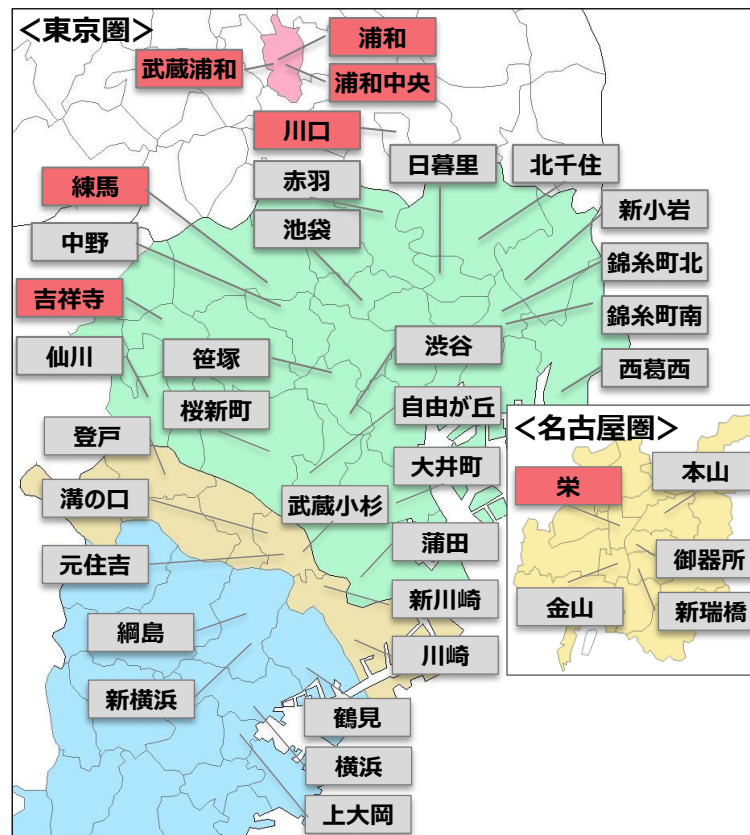 ＜東京圏＞
浦和
武蔵浦和
浦和中央
川口
日暮里
北千住
赤羽
練馬
新小岩
池袋
中野
錦糸町北
吉祥寺
錦糸町南
渋谷
仙川
笹塚
西葛西
桜新町
自由が丘
＜名古屋圏＞
登戸
大井町
本山
栄
溝の口
武蔵小杉
蒲田
元住吉
御器所
新川崎
金山
新瑞橋
綱島
川崎
新横浜
鶴見
横浜
上大岡